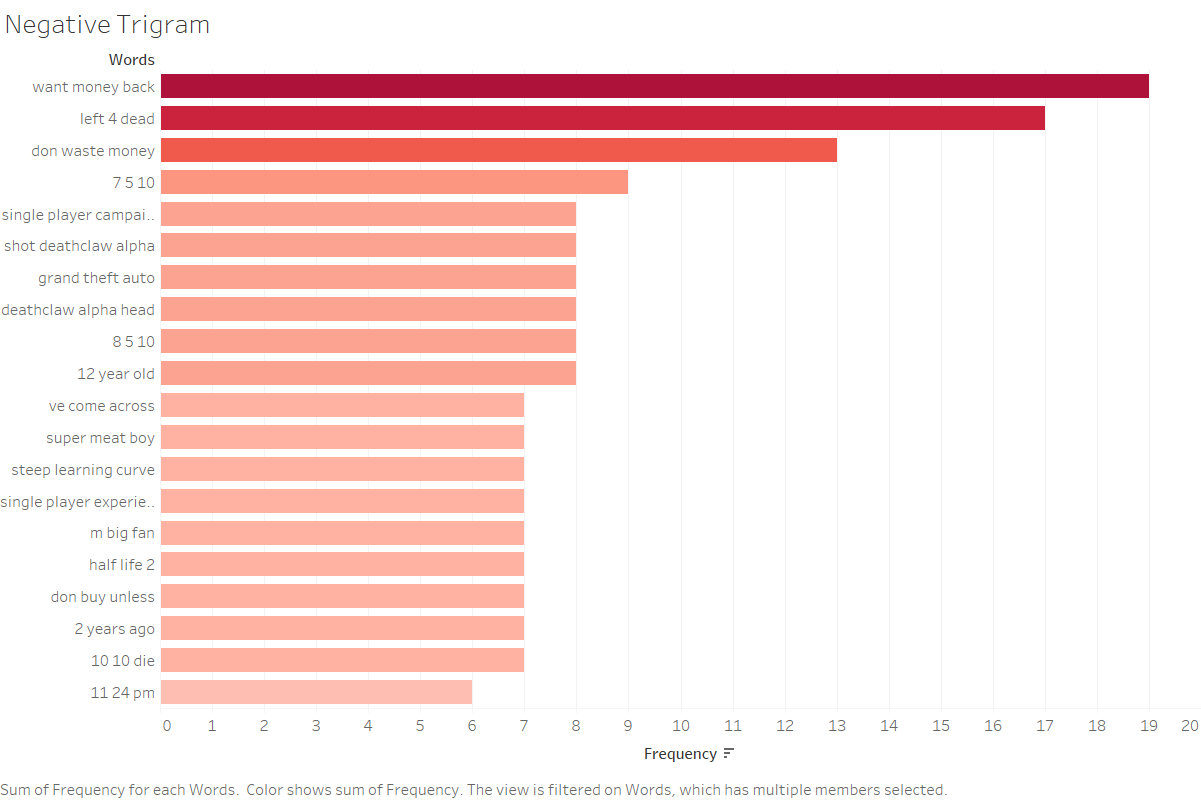 Negative Trigram
Words
want money back
left 4 dead
don waste money
7 5 10
single player campai..
shot deathclaw alpha
grand theft auto
deathclaw alpha head
8 5 10
12 year old
ve come across
super meat boy
steep learning curve
single player experie..
m big fan
half life 2
don buy unless
2 years ago
10 10 die
11 24 pm
0 1 2 3 4 5 6 7 8 9 10 11 12 13 14 15 16 17 18 19 20
Frequency
Sum of Frequency for each Words. Color shows sum of Frequency. The view is filtered on Words, which has multiple members selected.